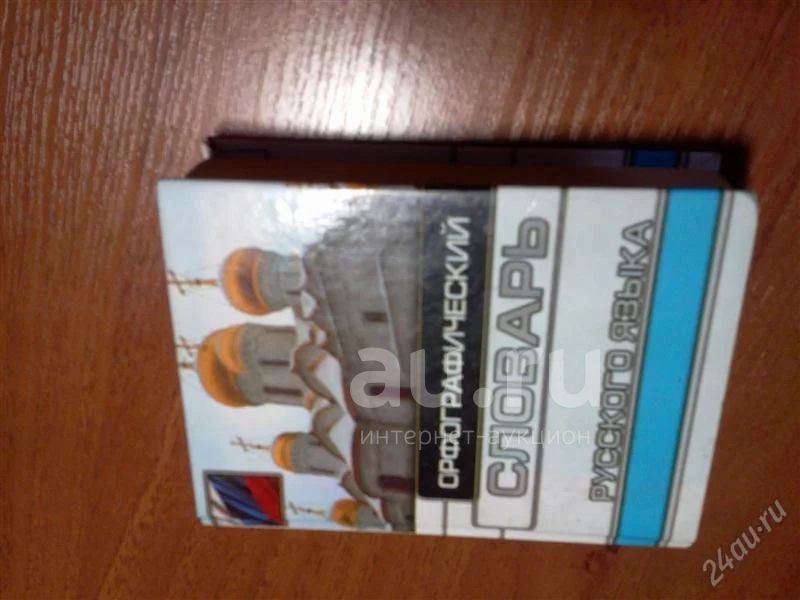 ОРФОГРАФИЧЕСКИЙ
СЛОВАРЬ
РУССКОГО ЯЗЫКА
au.ru
интернет-аукцион
24au.ru